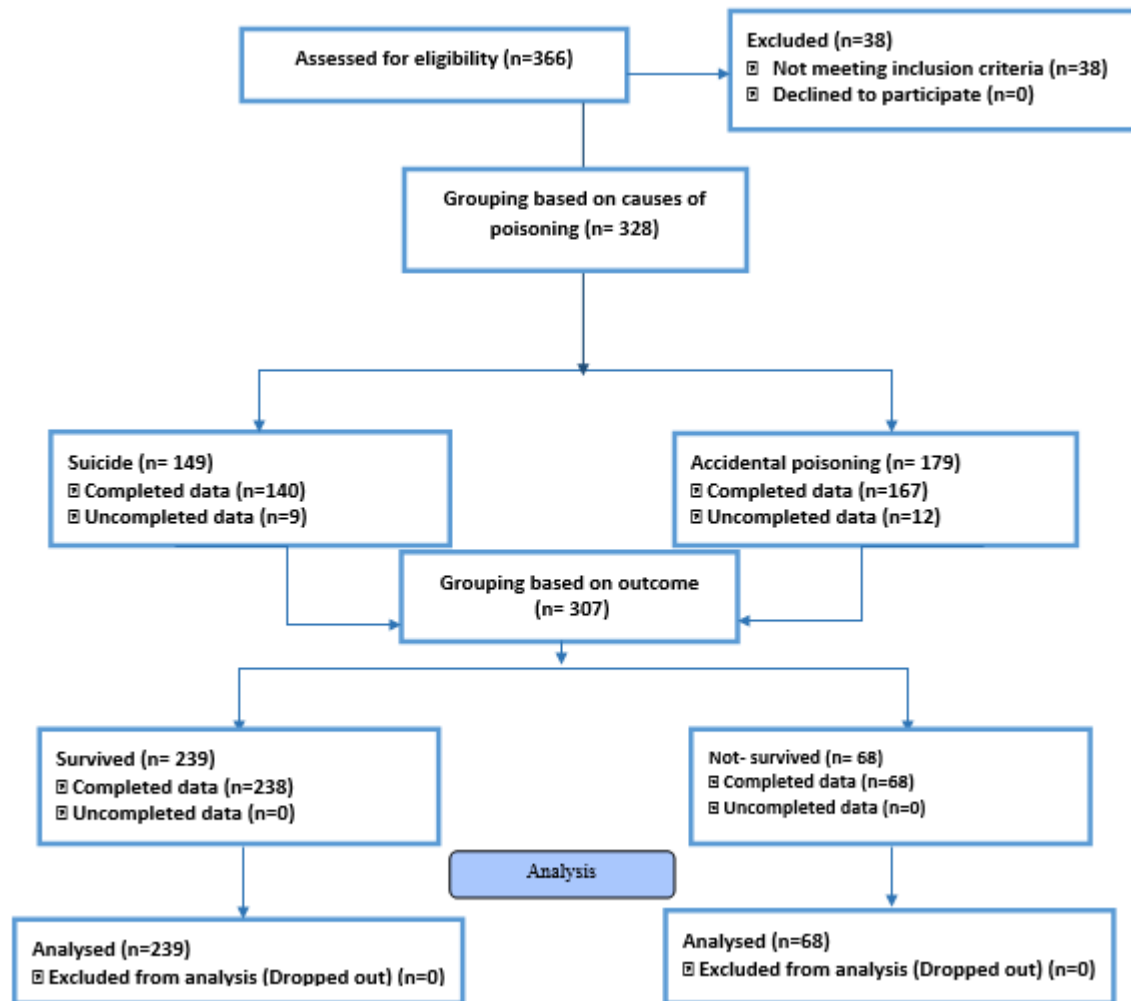 Assessed for eligibility (n=366)
Excluded (n=38)
⍰ Not meeting inclusion criteria (n=38)
⍰ Declined to participate (n=0)
Grouping based on causes of
poisoning (n= 328)
Suicide (n= 149)
⍰ Completed data (n=140)
⍰ Uncompleted data (n=9)
Accidental poisoning (n= 179)
⍰ Completed data (n=167)
⍰ Uncompleted data (n=12)
Grouping based on outcome
(n= 307)
Survived (n= 239)
⍰ Completed data (n=238)
⍰ Uncompleted data (n=0)
Not- survived (n= 68)
⍰ Completed data (n=68)
⍰ Uncompleted data (n=0)
Analysis
Analysed (n=239)
⍰ Excluded from analysis (Dropped out) (n=0)
Analysed (n=68)
⍰ Excluded from analysis (Dropped out) (n=0)